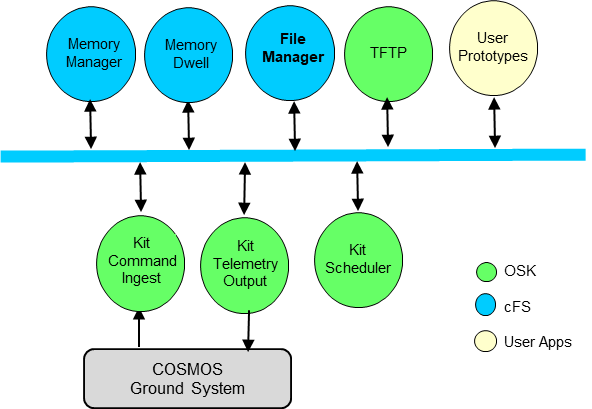 Memory
Manager
Memory
Dwell
File
Manager
TFTP
User
Prototypes
Kit
Command
Ingest
Kit
Telemetry
Output
Kit
Scheduler
OSK
cFS
User Apps
COSMOS
Ground System